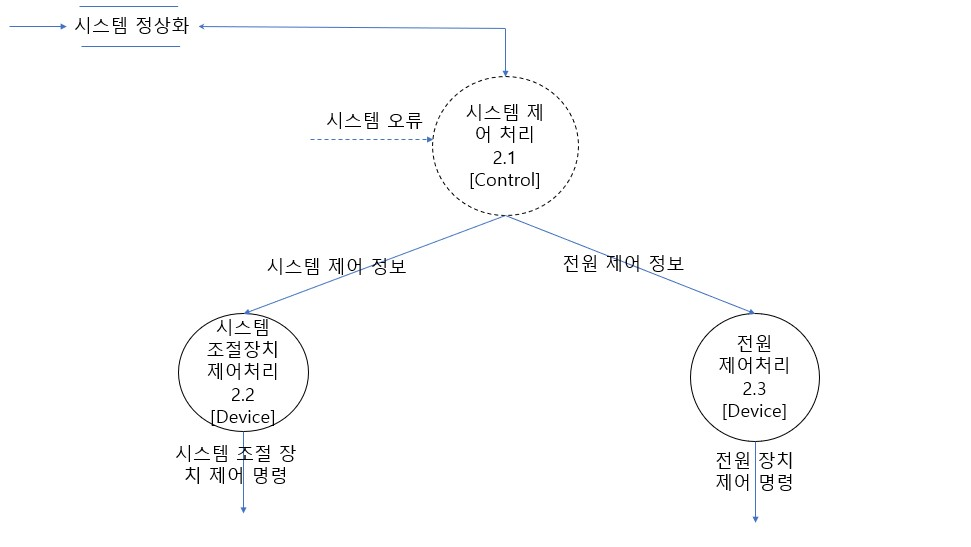 시스템 정상화
시스템 오류
시스템 제
어 처리
2.1
[Control]
시스템 제어 정보
전원 제어 정보
시스템
조절장치
제어처리
2.2
[Device]
전원
제어처리
2.3
[Device]
시스템 조절 장
치 제어 명령
전원 장치
제어 명령